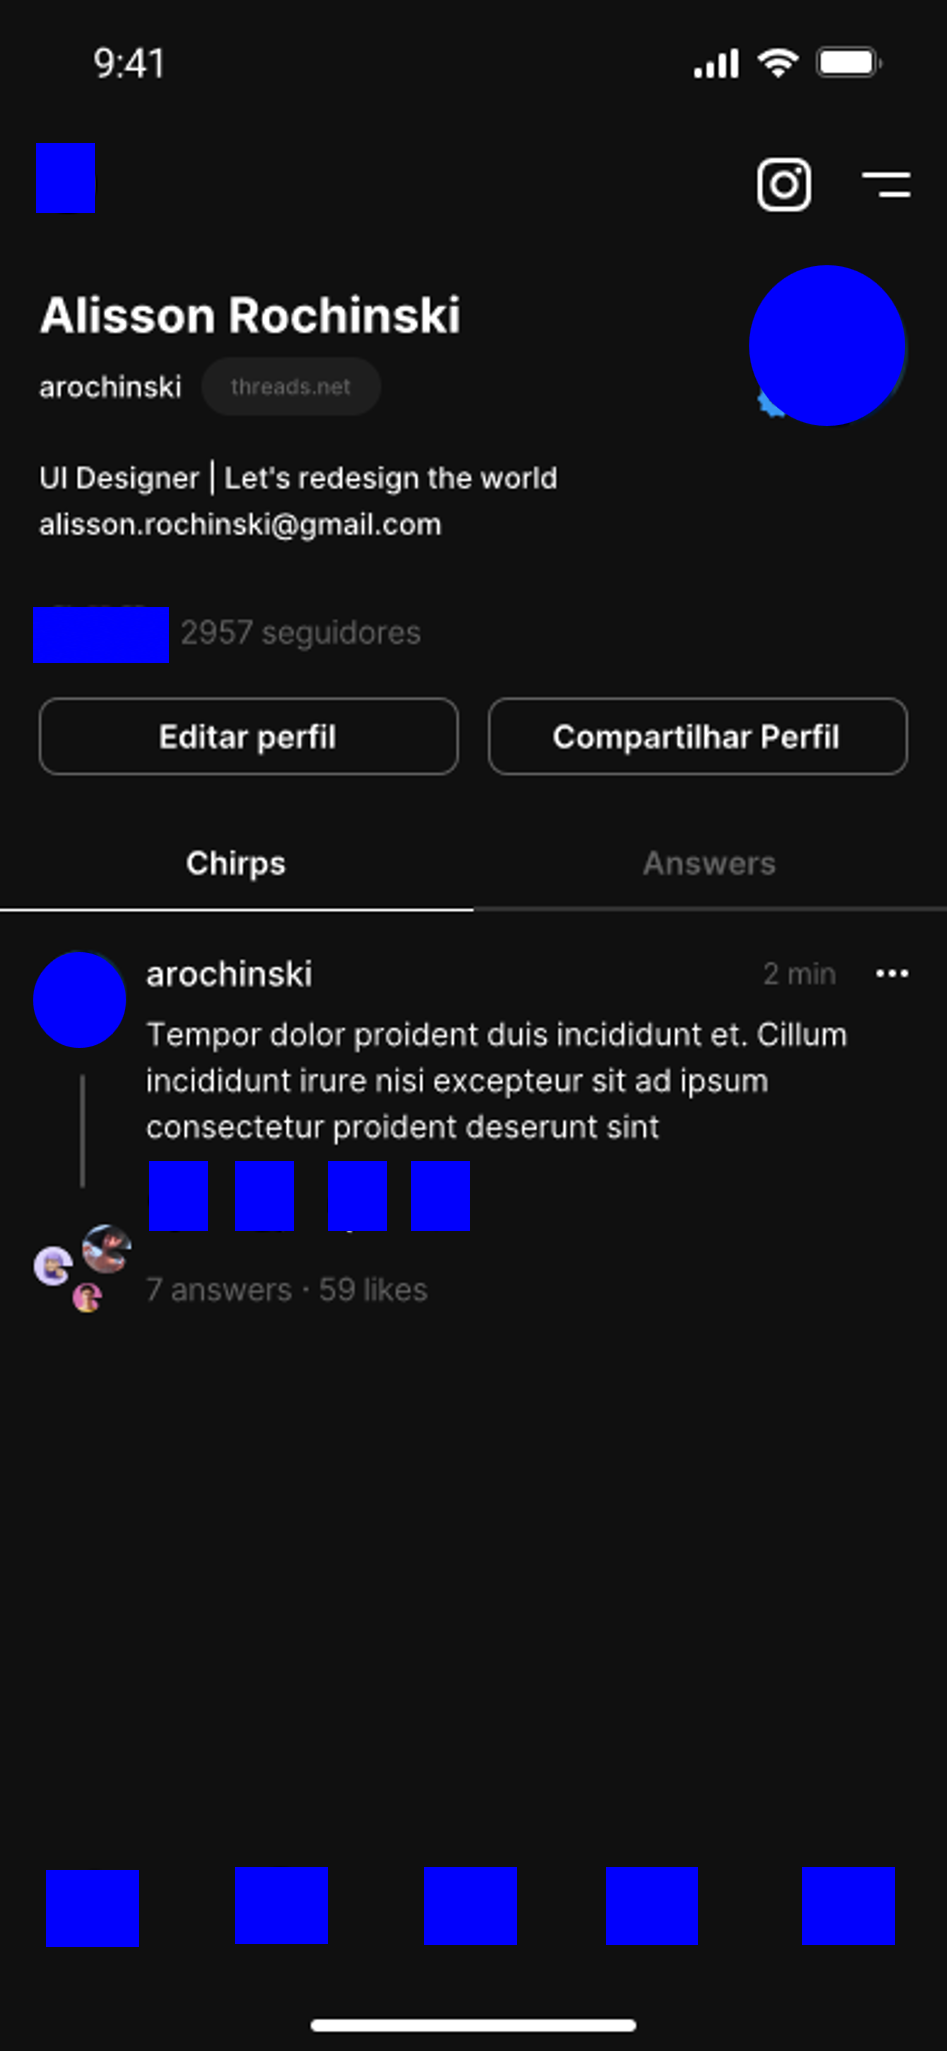 9:41
Alisson Rochinski
arochinski threads.net
UI Designer | Let's redesign the world
alisson.rochinski@gmail.com
2957 seguidores
Editar perfil Compartilhar Perfil
Chirps Answers
arochinski 2 min
Tempor dolor proident duis incididunt et. Cillum
incididunt irure nisi excepteur sit ad ipsum
consectetur proident deserunt sint
7 answers · 59 likes